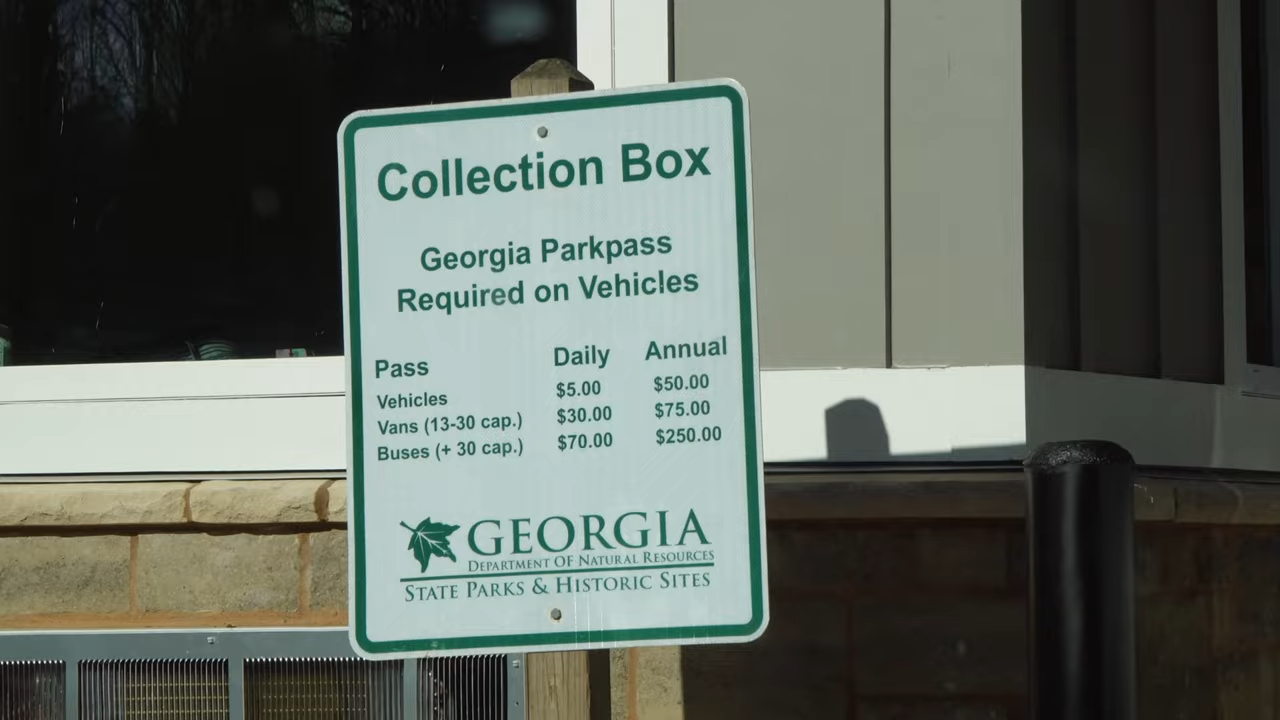 Collection Box
Georgia Parkpass
Required on Vehicles
Pass Daily Annual
Vehicles $5.00 $50.00
Vans (13-30 cap.) $30.00 $75.00
Buses (+ 30 cap.) $70.00 $250.00
GEORGIA
DEPARTMENT OF NATURAL RESOURCES
STATE PARKS & HISTORIC SITES